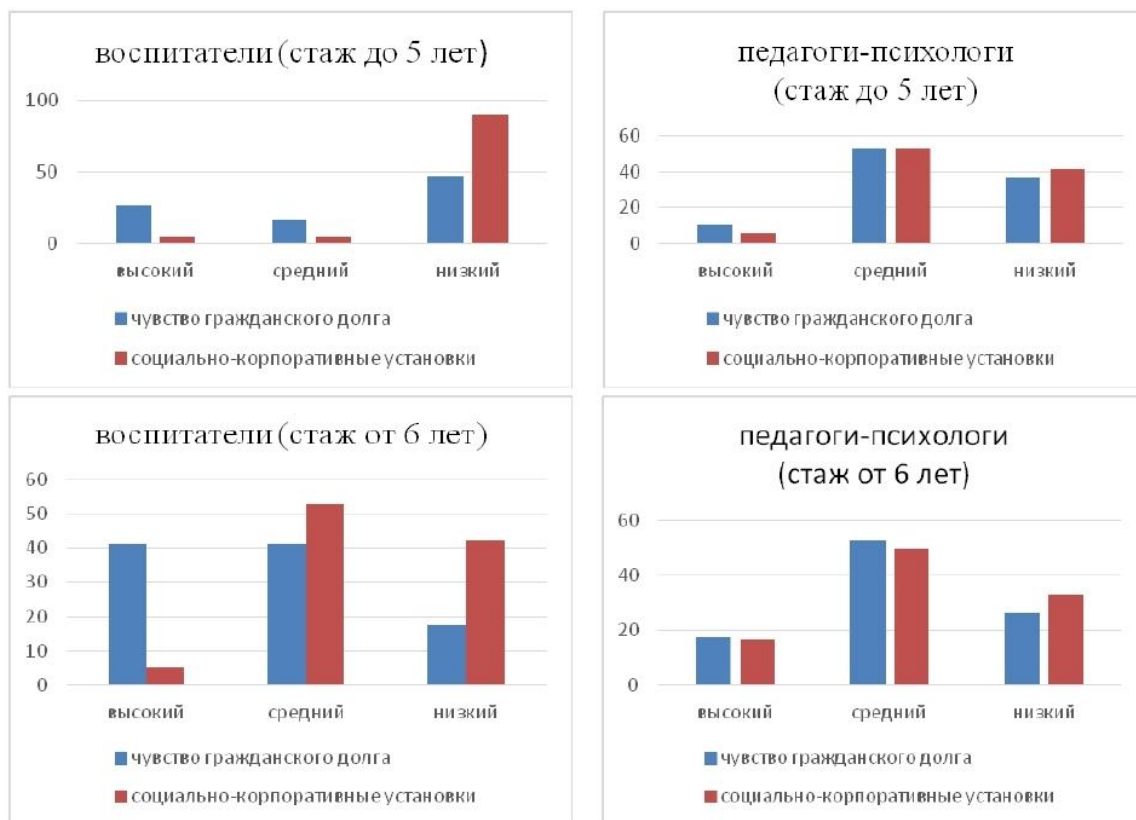 воспитатели (стаж до 5 лет)
100
50
0
высокий средний низкий
чувство гражданского долга
социально-корпоративные установки
педагоги-психологи
(стаж до 5 лет)
60
40
20
0
высокий средний низкий
чувство гражданского долга
социально-корпоративные установки
воспитатели (стаж от 6 лет)
60
50
40
30
20
10
0
высокий средний низкий
чувство гражданского долга
социально-корпоративные установки
педагоги-психологи
(стаж от 6 лет)
60
40
20
0
высокий средний низкий
чувство гражданского долга
социально-корпоративные установки